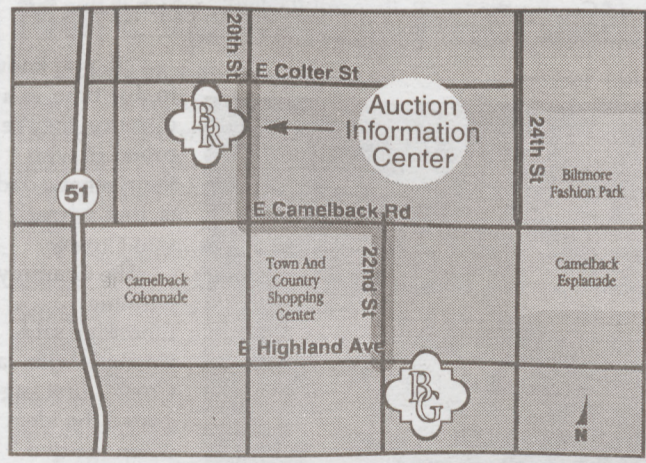 20th St
E Colter St
BR
Auction
Information
Center
24th St
Biltmore
Fashion Park
51
E Camelback Rd
Camelback
Colonnade
Town And
Country
Shopping
Center
22nd St
Camelback
Esplanade
E Highland Ave
BG
N